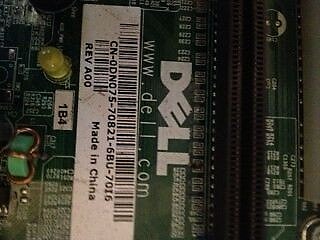 DELL
www.dell.com
CN-0DN075-70821-6BU-7016
REV A00
Made in China
1B4